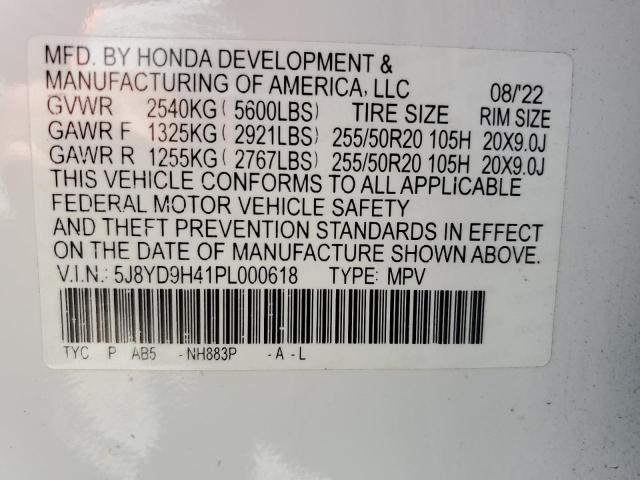 MFD. BY HONDA DEVELOPMENT &
MANUFACTURING OF AMERICA, LLC 08/'22
GVWR 2540KG ( 5600LBS) TIRE SIZE RIM SIZE
GAWR F 1325KG ( 2921LBS) 255/50R20 105H 20X9.0J
GAWR R 1255KG ( 2767LBS) 255/50R20 105H 20X9.0J
THIS VEHICLE CONFORMS TO ALL APPLICABLE
FEDERAL MOTOR VEHICLE SAFETY
AND THEFT PREVENTION STANDARDS IN EFFECT
ON THE DATE OF MANUFACTURE SHOWN ABOVE.
V.I.N.: 5J8YD9H41PL000618 TYPE: MPV
TYC P AB5 -NH883P -A-L